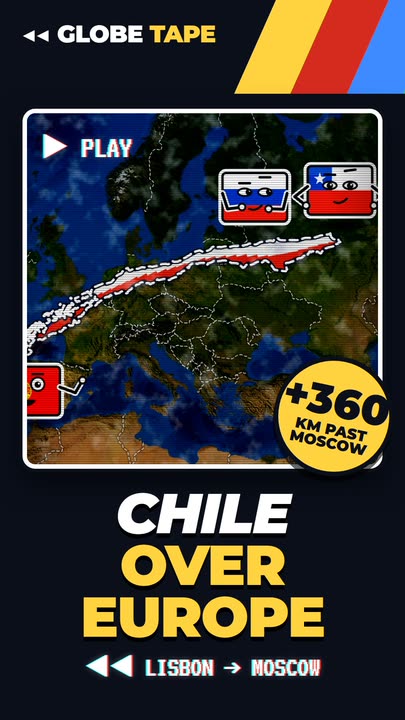 GLOBE TAPE
PLAY
+360
KM PAST
MOSCOW
CHILE
OVER
EUROPE
LISBON → MOSCOW